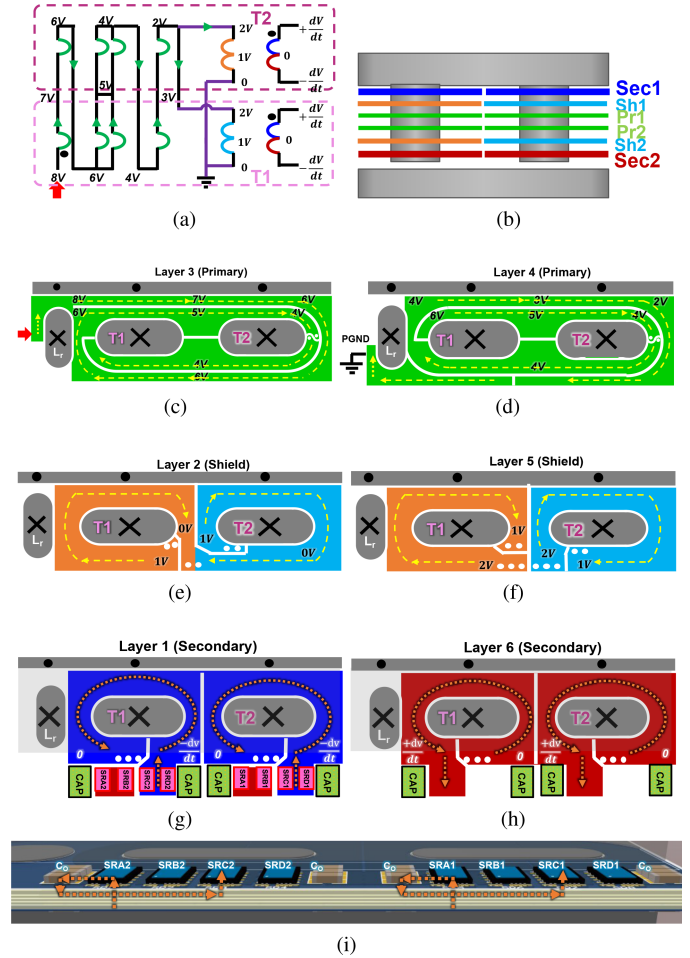 T2
6V 4V 2V 2V +dV/dt
1V 0
7V 5V 3V 0 −dV/dt
2V +dV/dt
1V 0
8V 6V 4V 0 −dV/dt
T1
(a)
Sec1
Sh1
Pr1
Pr2
Sh2
Sec2
(b)
Layer 3 (Primary)
8V 7V 6V
6V 5V 4V
T1 T2
Lr
4V
6V
(c)
Layer 4 (Primary)
4V 3V 2V
6V 5V 4V
T1 T2
PGND
Lr
4V
(d)
Layer 2 (Shield)
T1 0V T2
Lr
1V
1V 0V
(e)
Layer 5 (Shield)
T1 1V T2
Lr
2V
2V 1V
(f)
Layer 1 (Secondary)
T1 T2
Lr
0 −dv/dt 0 −dv/dt
CAP SRA2 SRB2 SRC2 SRD2 CAP SRA1 SRB1 SRC1 SRD1 CAP
(g)
Layer 6 (Secondary)
T1 T2
Lr
+dv/dt 0 +dv/dt 0
CAP CAP CAP
(h)
Co SRA2 SRB2 SRC2 SRD2 Co Co SRA1 SRB1 SRC1 SRD1 Co
(i)